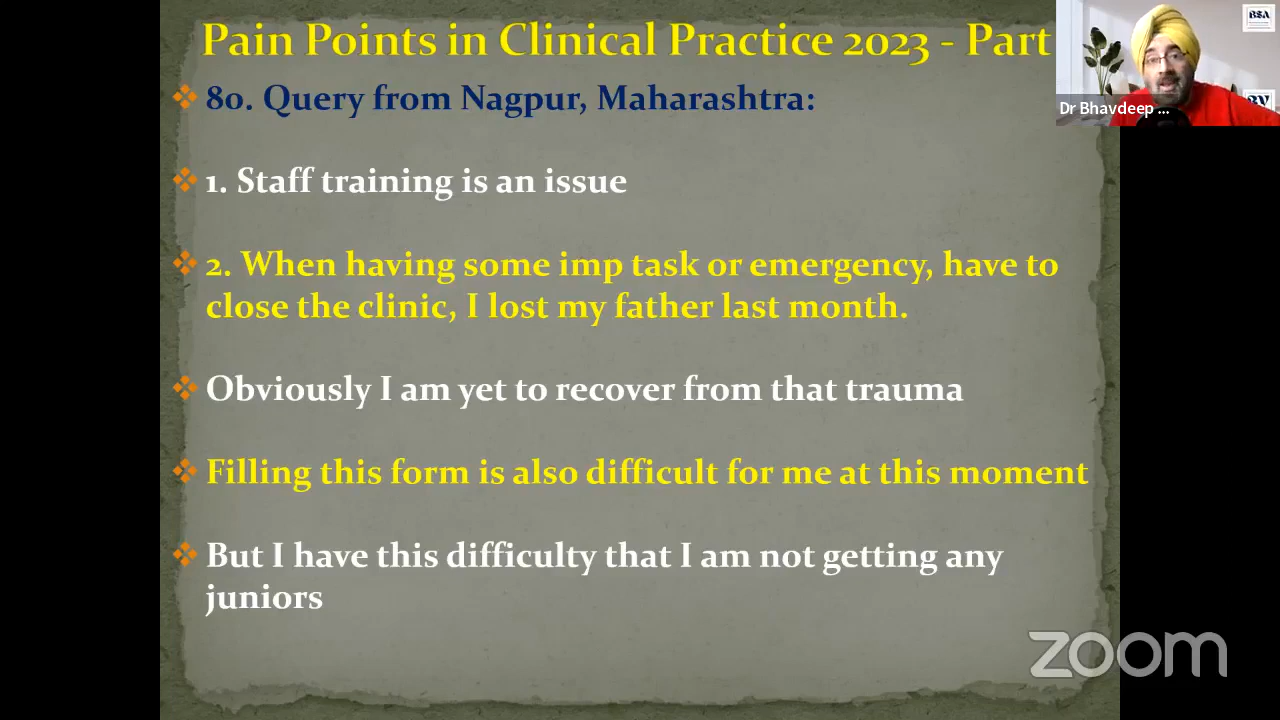 Pain Points in Clinical Practice 2023 - Part
80. Query from Nagpur, Maharashtra:
1. Staff training is an issue
2. When having some imp task or emergency, have to
close the clinic, I lost my father last month.
Obviously I am yet to recover from that trauma
Filling this form is also difficult for me at this moment
But I have this difficulty that I am not getting any
juniors
Dr Bhavdeep ...
BSA
zoom